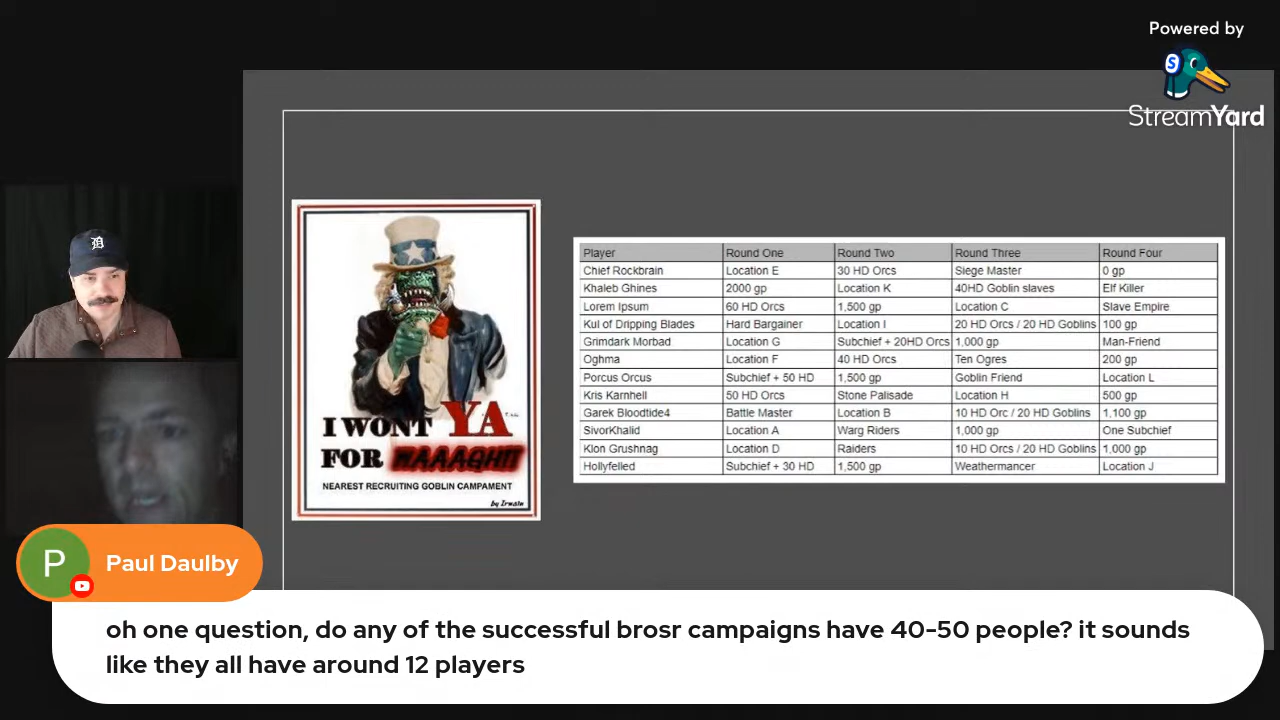 Powered by
StreamYard
I WONT YA
FOR WAAAGH!!
NEAREST RECRUITING GOBLIN CAMPAMENT
by Irwain
Player Round One Round Two Round Three Round Four
Chief Rockbrain Location E 30 HD Orcs Siege Master 0 gp
Khaleb Ghines 2000 gp Location K 40HD Goblin slaves Elf Killer
Lorem Ipsum 60 HD Orcs 1,500 gp Location C Slave Empire
Kul of Dripping Blades Hard Bargainer Location I 20 HD Orcs / 20 HD Goblins 100 gp
Grimdark Morbad Location G Subchief + 20HD Orcs 1,000 gp Man-Friend
Oghma Location F 40 HD Orcs Ten Ogres 200 gp
Porcus Orcus Subchief + 50 HD 1,500 gp Goblin Friend Location L
Kris Karnhell 50 HD Orcs Stone Palisade Location H 500 gp
Garek Bloodtide4 Battle Master Location B 10 HD Orc / 20 HD Goblins 1,100 gp
SivorKhalid Location A Warg Riders 1,000 gp One Subchief
Klon Grushnag Location D Raiders 10 HD Orcs / 20 HD Goblins 1,000 gp
Hollyfelled Subchief + 30 HD 1,500 gp Weathermancer Location J
P
Paul Daulby
oh one question, do any of the successful brosr campaigns have 40-50 people? it sounds
like they all have around 12 players